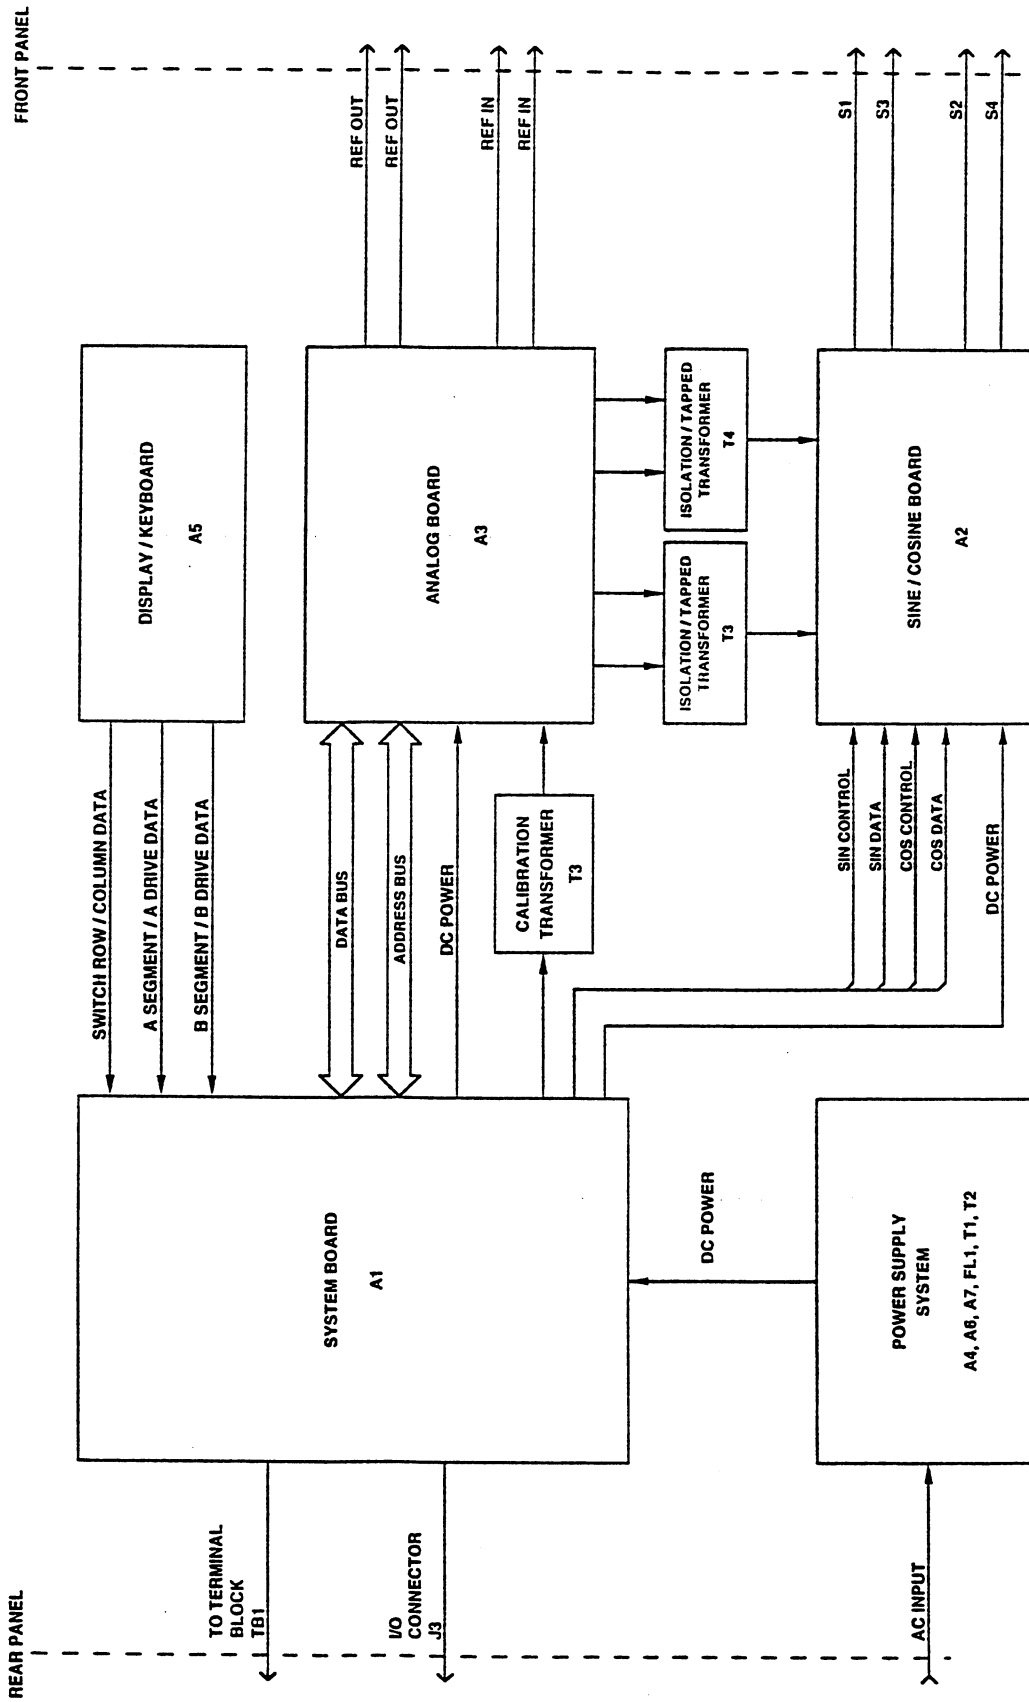 REAR PANEL
FRONT PANEL
TO TERMINAL
BLOCK
TB1
I/O
CONNECTOR
J3
AC INPUT
SYSTEM BOARD
A1
POWER SUPPLY
SYSTEM
A4, A6, A7, FL1, T1, T2
DC POWER
SWITCH ROW / COLUMN DATA
A SEGMENT / A DRIVE DATA
B SEGMENT / B DRIVE DATA
DATA BUS
ADDRESS BUS
DC POWER
CALIBRATION
TRANSFORMER
T3
SIN CONTROL
SIN DATA
COS CONTROL
COS DATA
DC POWER
DISPLAY / KEYBOARD
A5
ANALOG BOARD
A3
ISOLATION / TAPPED
TRANSFORMER
T3
ISOLATION / TAPPED
TRANSFORMER
T4
SINE / COSINE BOARD
A2
REF OUT
REF OUT
REF IN
REF IN
S1
S3
S2
S4